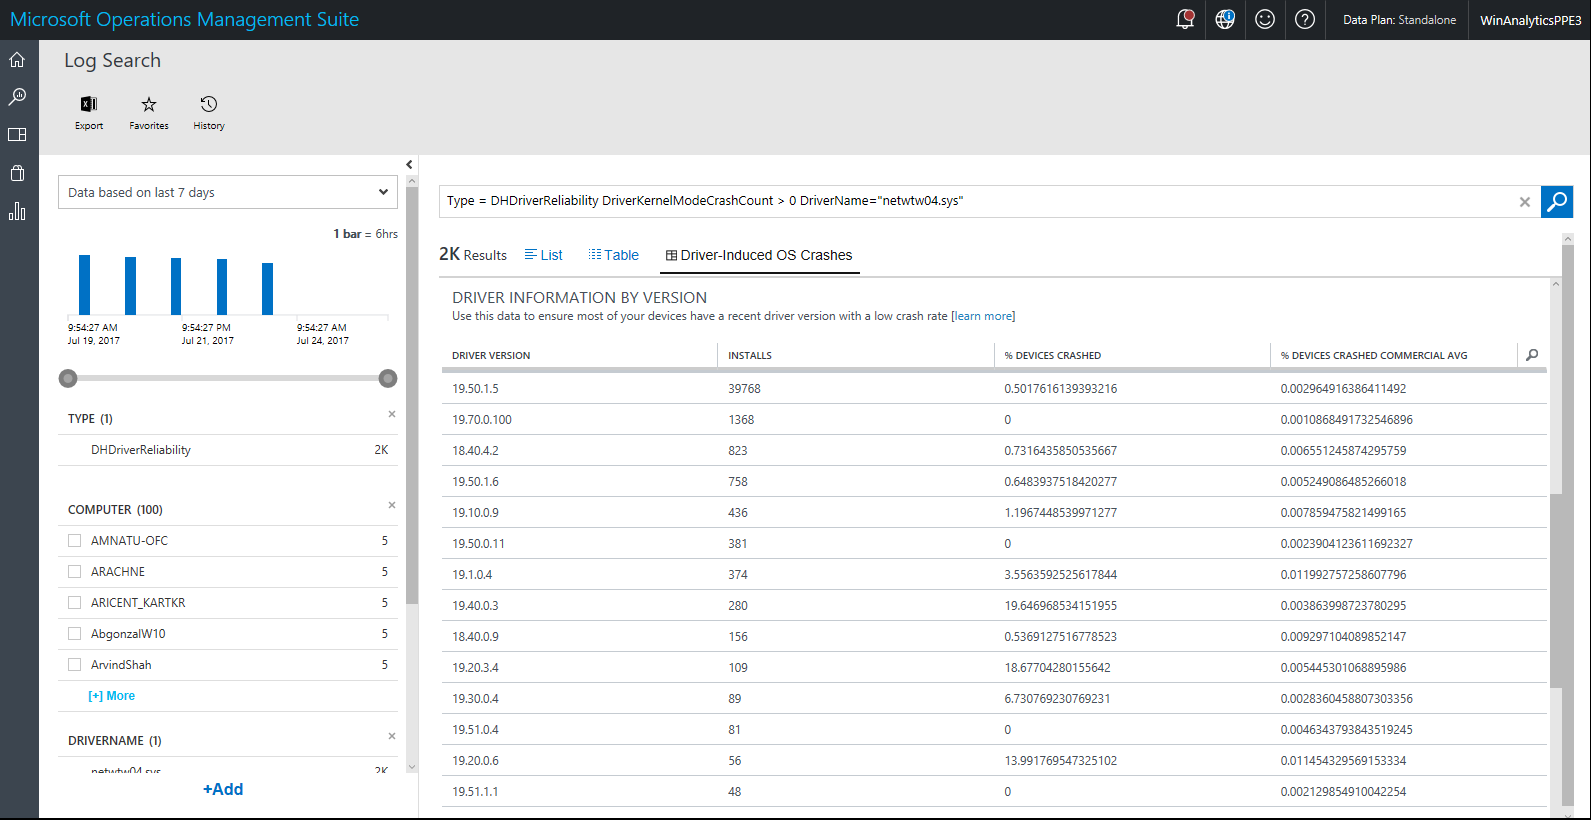 Microsoft Operations Management Suite
Data Plan: Standalone
WinAnalyticsPPE3
Log Search
Export
Favorites
History
Data based on last 7 days
1 bar = 6hrs
9:54:27 AM
Jul 19, 2017
9:54:27 PM
Jul 21, 2017
9:54:27 AM
Jul 24, 2017
TYPE (1)
DHDriverReliability 2K
COMPUTER (100)
AMNATU-OFC 5
ARACHNE 5
ARICENT_KARTKR 5
AbgonzalW10 5
ArvindShah 5
[+] More
DRIVERNAME (1)
netwtw04.sys 2K
+Add
Type = DHDriverReliability DriverKernelModeCrashCount > 0 DriverName="netwtw04.sys"
2K Results List Table Driver-Induced OS Crashes
DRIVER INFORMATION BY VERSION
Use this data to ensure most of your devices have a recent driver version with a low crash rate [learn more]
DRIVER VERSION INSTALLS % DEVICES CRASHED % DEVICES CRASHED COMMERCIAL AVG
19.50.1.5 39768 0.5017616139393216 0.002964916386411492
19.70.0.100 1368 0 0.0010868491732546896
18.40.4.2 823 0.7316435850535667 0.006551245874295759
19.50.1.6 758 0.6483937518420277 0.005249086485266018
19.10.0.9 436 1.1967448539971277 0.007859475821499165
19.50.0.11 381 0 0.0023904123611692327
19.1.0.4 374 3.5563592525617844 0.011992757258607796
19.40.0.3 280 19.646968534151955 0.003863998723780295
18.40.0.9 156 0.5369127516778523 0.009297104089852147
19.20.3.4 109 18.67704280155642 0.005445301068895986
19.30.0.4 89 6.730769230769231 0.0028360458807303356
19.51.0.4 81 0 0.0046343793843519245
19.20.0.6 56 13.991769547325102 0.011454329569153334
19.51.1.1 48 0 0.002129854910042254